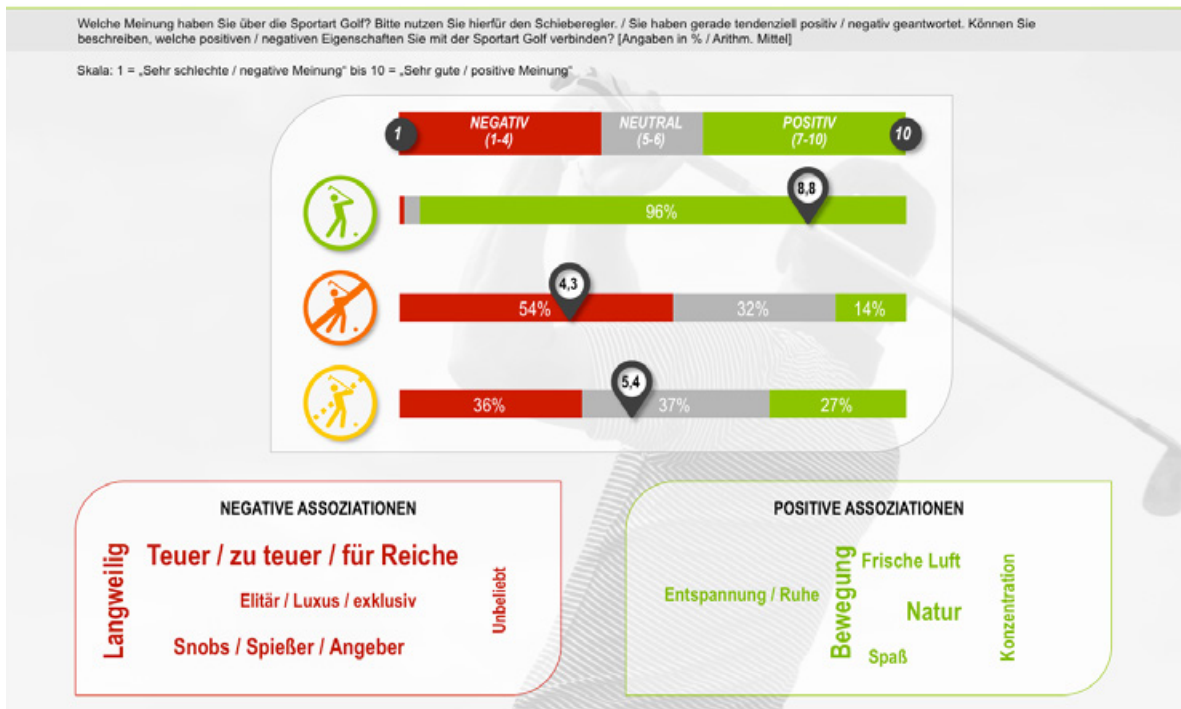 Welche Meinung haben Sie über die Sportart Golf? Bitte nutzen Sie hierfür den Schieberegler. / Sie haben gerade tendenziell positiv / negativ geantwortet. Können Sie
beschreiben, welche positiven / negativen Eigenschaften Sie mit der Sportart Golf verbinden? [Angaben in % / Arithm. Mittel]
Skala: 1 = „Sehr schlechte / negative Meinung“ bis 10 = „Sehr gute / positive Meinung“
1
NEGATIV
(1-4)
NEUTRAL
(5-6)
POSITIV
(7-10)
10
8,8
96%
4,3
54%
32%
14%
5,4
36%
37%
27%
NEGATIVE ASSOZIATIONEN
Langweilig
Teuer / zu teuer / für Reiche
Elitär / Luxus / exklusiv
Unbeliebt
Snobs / Spießer / Angeber
POSITIVE ASSOZIATIONEN
Entspannung / Ruhe
Bewegung
Frische Luft
Natur
Spaß
Konzentration